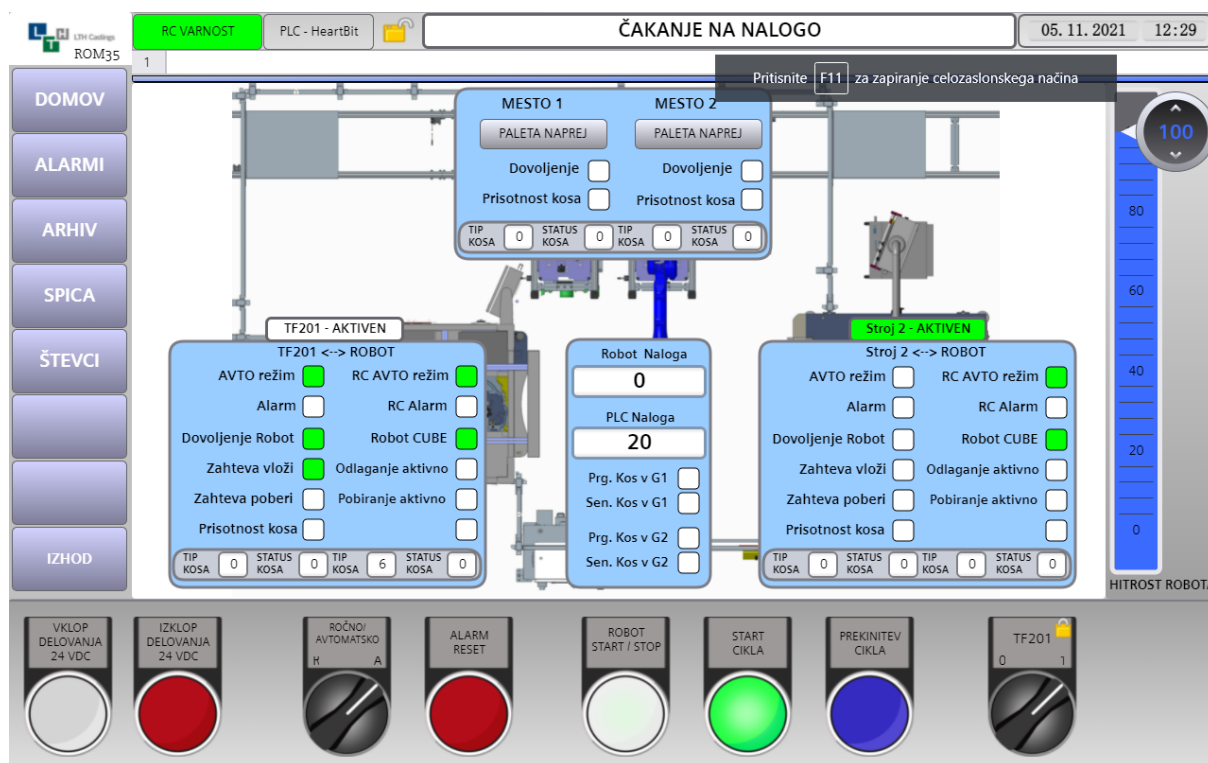 LTH Castings
ROM35
RC VARNOST
PLC - HeartBit
ČAKANJE NA NALOGO
05. 11. 2021 12:29
1
Pritisnite F11 za zapiranje celozaslonskega načina
DOMOV
ALARMI
ARHIV
SPICA
ŠTEVCI
IZHOD
MESTO 1 MESTO 2
PALETA NAPREJ PALETA NAPREJ
Dovoljenje Dovoljenje
Prisotnost kosa Prisotnost kosa
TIP KOSA 0 STATUS KOSA 0 TIP KOSA 0 STATUS KOSA 0
100
80
60
40
20
0
HITROST ROBOTA
TF201 - AKTIVEN
TF201 <--> ROBOT
AVTO režim RC AVTO režim
Alarm RC Alarm
Dovoljenje Robot Robot CUBE
Zahteva vloži Odlaganje aktivno
Zahteva poberi Pobiranje aktivno
Prisotnost kosa
TIP KOSA 0 STATUS KOSA 0 TIP KOSA 6 STATUS KOSA 0
Robot Naloga
0
PLC Naloga
20
Prg. Kos v G1
Sen. Kos v G1
Prg. Kos v G2
Sen. Kos v G2
Stroj 2 - AKTIVEN
Stroj 2 <--> ROBOT
AVTO režim RC AVTO režim
Alarm RC Alarm
Dovoljenje Robot Robot CUBE
Zahteva vloži Odlaganje aktivno
Zahteva poberi Pobiranje aktivno
Prisotnost kosa
TIP KOSA 0 STATUS KOSA 0 TIP KOSA 0 STATUS KOSA 0
VKLOP
DELOVANJA
24 VDC
IZKLOP
DELOVANJA
24 VDC
ROČNO/
AVTOMATSKO
R A
ALARM
RESET
ROBOT
START / STOP
START
CIKLA
PREKINITEV
CIKLA
TF201
0 1